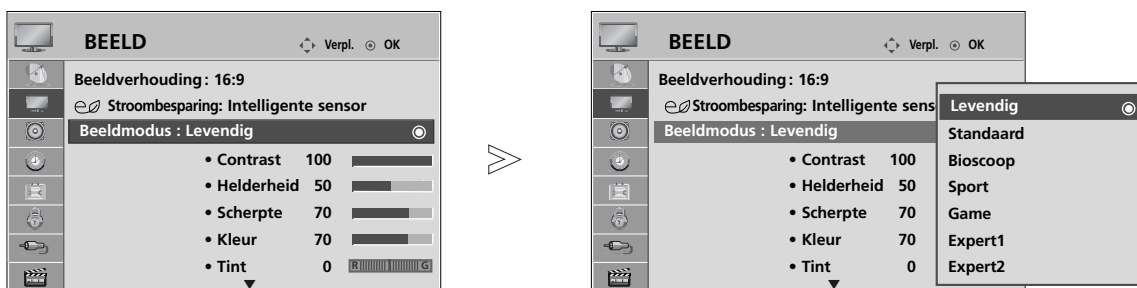 BEELD Verpl. OK
Beeldverhouding : 16:9
Stroombesparing: Intelligente sensor
Beeldmodus : Levendig
• Contrast 100
• Helderheid 50
• Scherpte 70
• Kleur 70
• Tint 0 R G
BEELD Verpl. OK
Beeldverhouding : 16:9
Stroombesparing: Intelligente sens
Beeldmodus : Levendig
• Contrast 100
• Helderheid 50
• Scherpte 70
• Kleur 70
• Tint 0
Levendig
Standaard
Bioscoop
Sport
Game
Expert1
Expert2